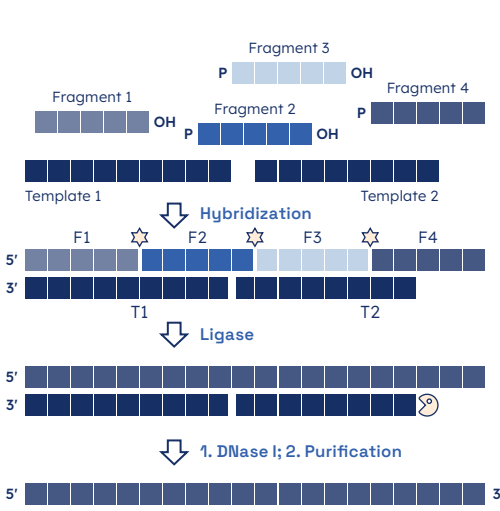 Fragment 3
P OH
Fragment 4
Fragment 1
P
Fragment 2
OH
P OH
Template 1 Template 2
Hybridization
F1 F2 F3 F4
5′
3′
T1 T2
Ligase
5′
3′
1. DNase I; 2. Purification
5′ 3